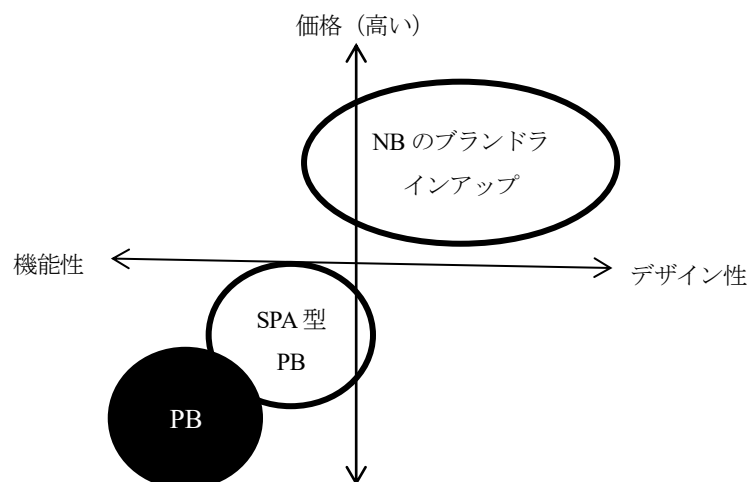 価格（高い）
NB のブランドラ
インアップ
機能性
デザイン性
SPA 型
PB
PB